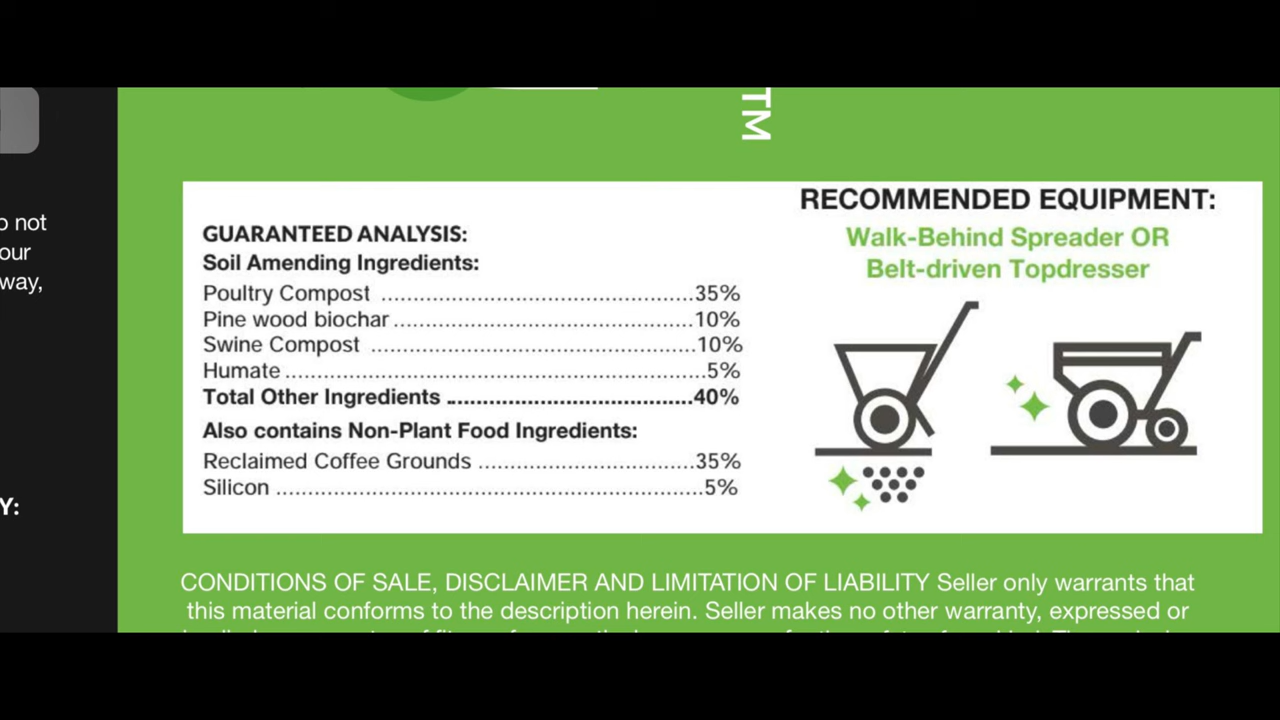 TM
o not
our
way,
Y:
GUARANTEED ANALYSIS:
Soil Amending Ingredients:
Poultry Compost ................................................35%
Pine wood biochar...............................................10%
Swine Compost ..................................................10%
Humate................................................................5%
Total Other Ingredients ......................................40%
Also contains Non-Plant Food Ingredients:
Reclaimed Coffee Grounds ..................................35%
Silicon ..................................................................5%
RECOMMENDED EQUIPMENT:
Walk-Behind Spreader OR
Belt-driven Topdresser
CONDITIONS OF SALE, DISCLAIMER AND LIMITATION OF LIABILITY Seller only warrants that
this material conforms to the description herein. Seller makes no other warranty, expressed or